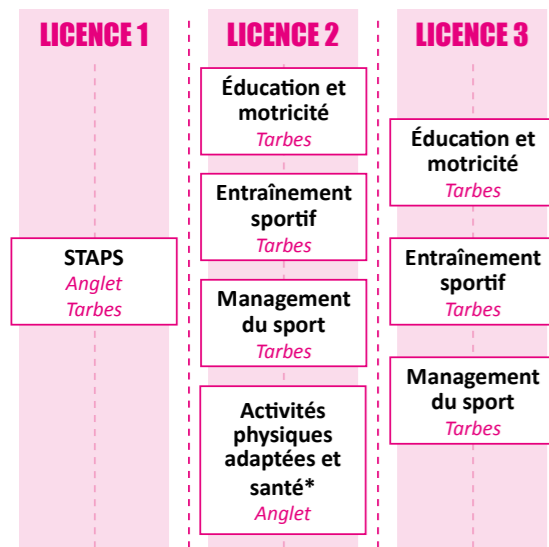 LICENCE 1
STAPS
Anglet
Tarbes
LICENCE 2
Éducation et
motricité
Tarbes
Entraînement
sportif
Tarbes
Management
du sport
Tarbes
Activités
physiques
adaptées et
santé*
Anglet
LICENCE 3
Éducation et
motricité
Tarbes
Entraînement
sportif
Tarbes
Management
du sport
Tarbes